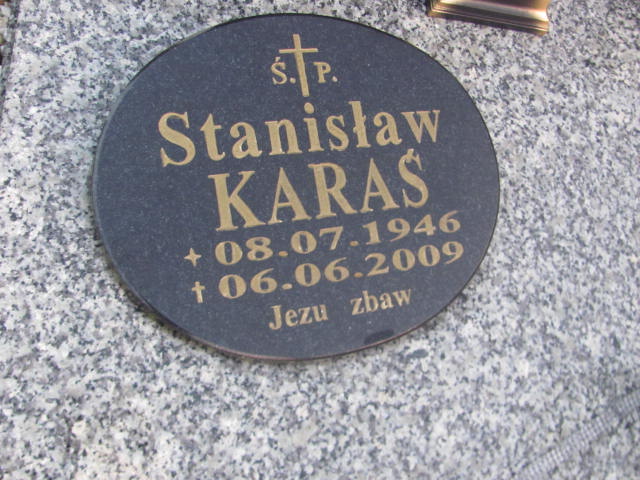 Ś. P.
Stanisław
KARAŚ
08.07.1946
† 06.06.2009
Jezu zbaw